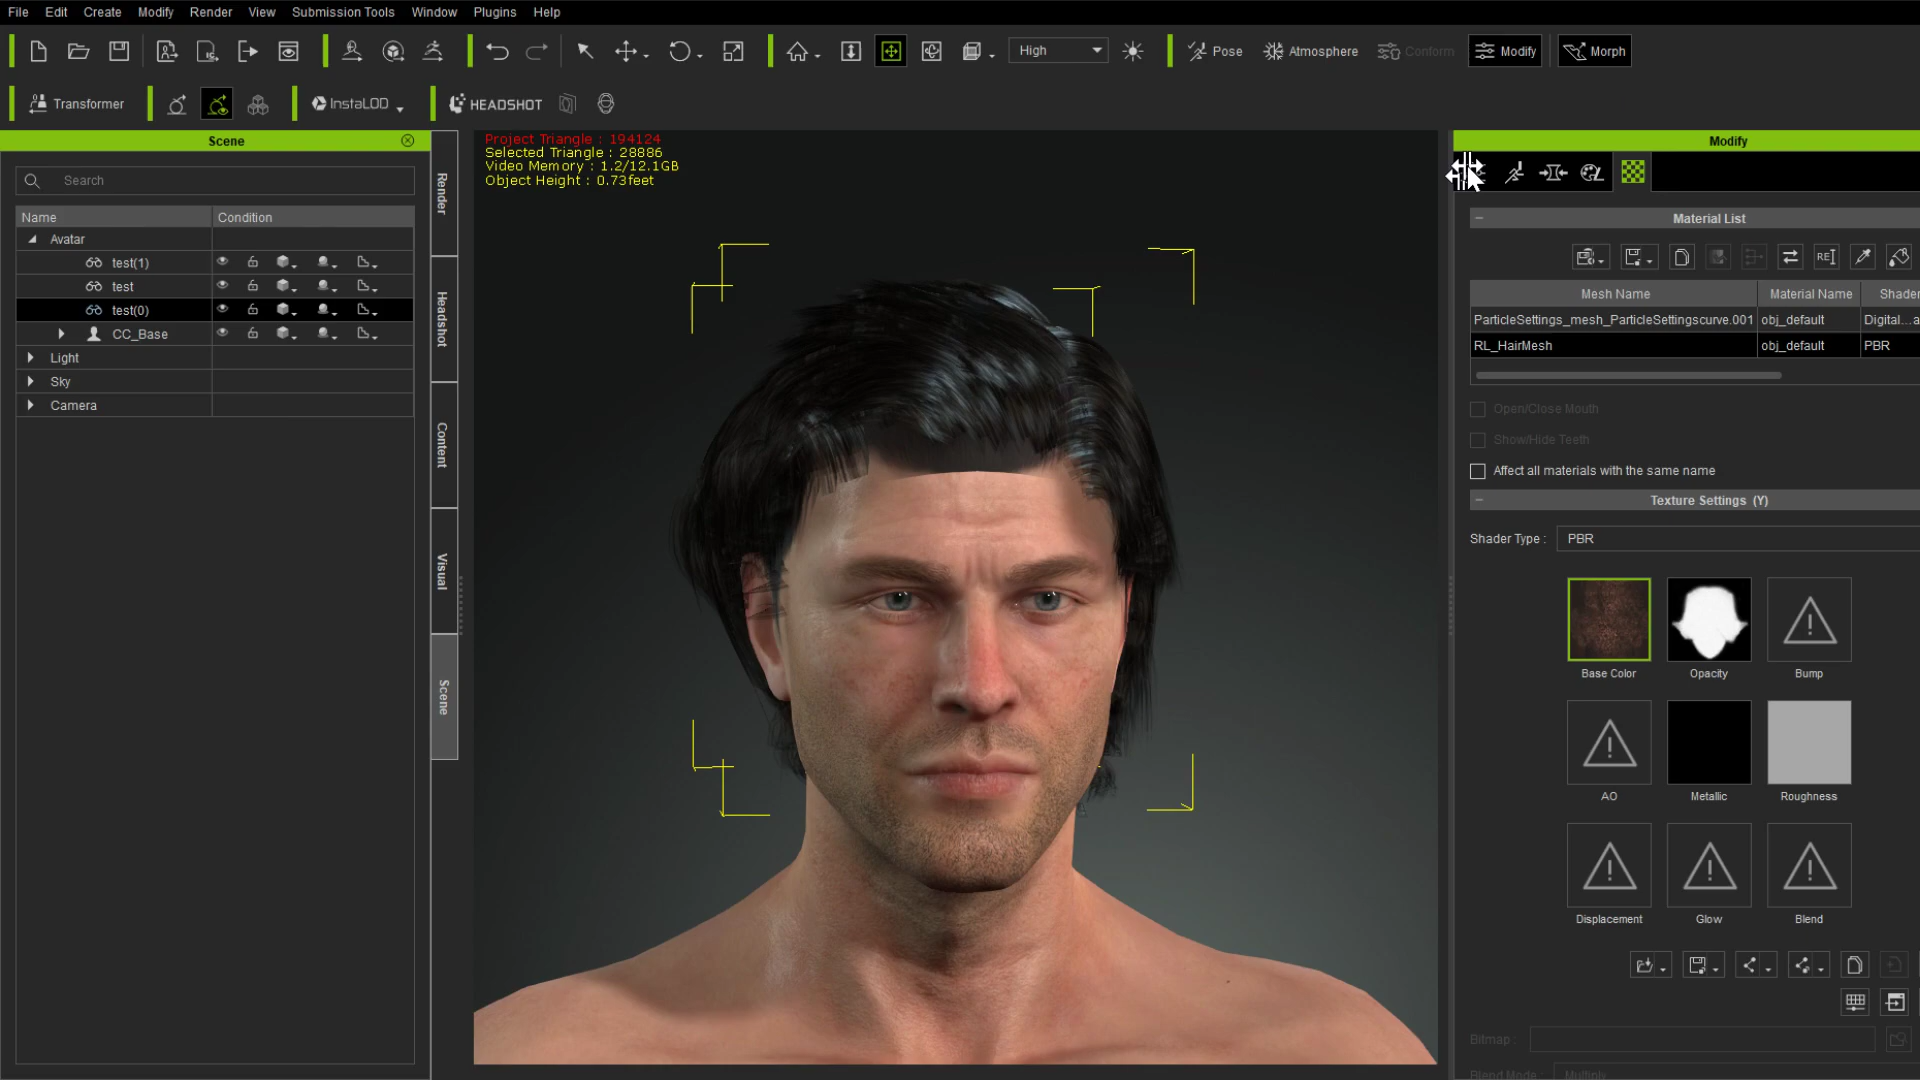 File Edit Create Modify Render View Submission Tools Window Plugins Help
High Pose Atmosphere Conform Modify Morph
Transformer InstaLOD HEADSHOT
Scene
Search
Name Condition
Avatar
test(1)
test
test(0)
CC_Base
Light
Sky
Camera
Render
Headshot
Content
Visual
Scene
Project Triangle : 194124
Selected Triangle : 28886
Video Memory : 1.2/12.1GB
Object Height : 0.73feet
Modify
Material List
REI
Mesh Name Material Name Shader
ParticleSettings_mesh_ParticleSettingscurve.001 obj_default Digital...a
RL_HairMesh obj_default PBR
Open/Close Mouth
Show/Hide Teeth
Affect all materials with the same name
Texture Settings (Y)
Shader Type : PBR
Base Color Opacity Bump
AO Metallic Roughness
Displacement Glow Blend
Bitmap :
Blend Mode : Multiply